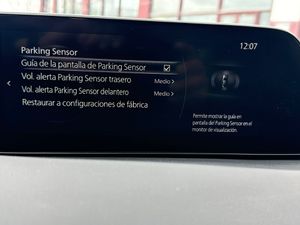 Parking Sensor
12:07
Guía de la pantalla de Parking Sensor
Vol. alerta Parking Sensor trasero
Medio
Vol. alerta Parking Sensor delantero
Medio
Restaurar a configuraciones de fábrica
Permite mostrar la guía en
pantalla del Parking Sensor en el
monitor de visualización.